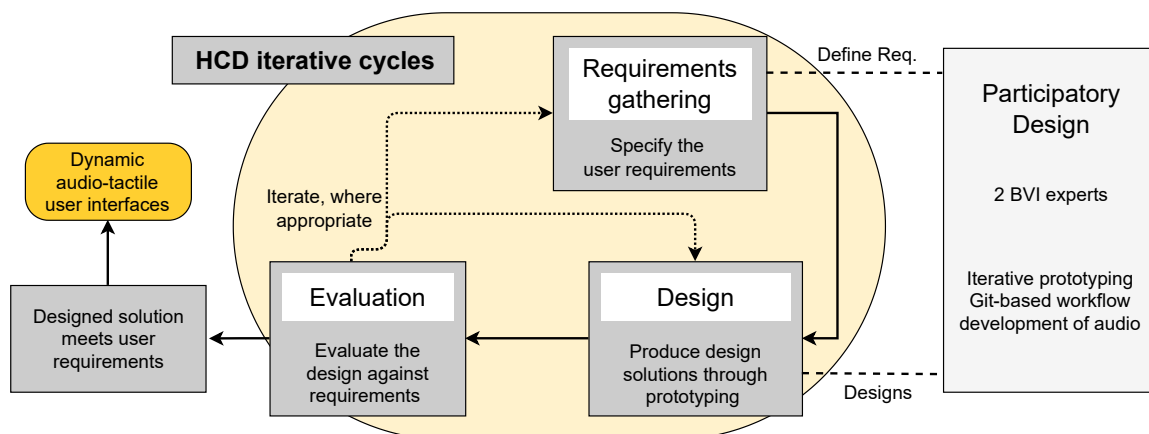 HCD iterative cycles
Requirements
gathering
Specify the
user requirements
Define Req.
Participatory
Design
2 BVI experts
Iterative prototyping
Git-based workflow
development of audio
Dynamic
audio-tactile
user interfaces
Iterate, where
appropriate
Designed solution
meets user
requirements
Evaluation
Evaluate the
design against
requirements
Design
Produce design
solutions through
prototyping
Designs